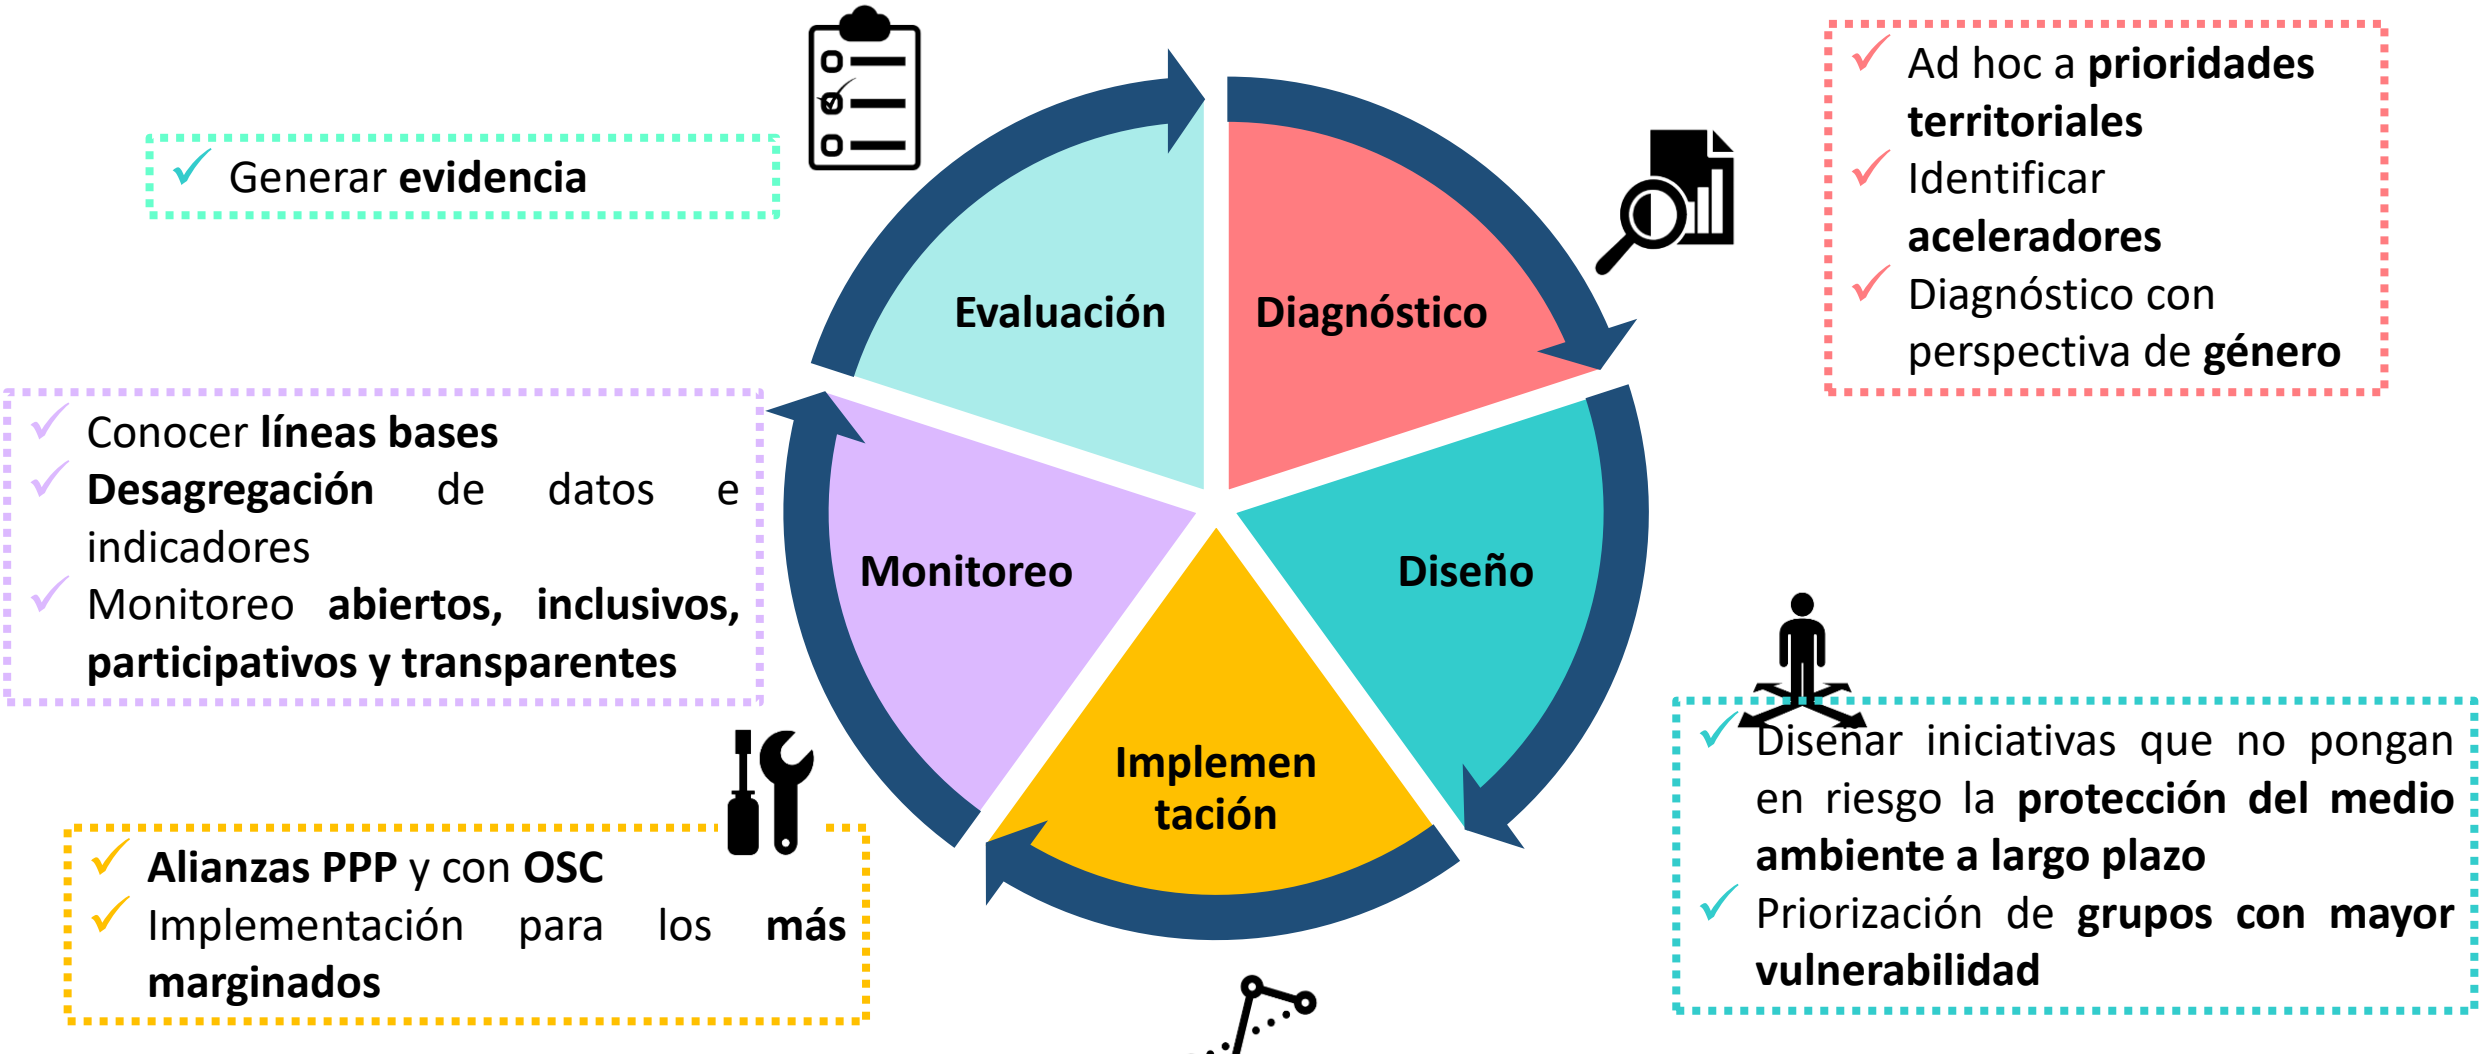 Ad hoc a prioridades
territoriales
Identificar
aceleradores
Diagnóstico con
perspectiva de género
Generar evidencia
Evaluación
Diagnóstico
Conocer líneas bases
Desagregación de datos e
indicadores
Monitoreo abiertos, inclusivos,
participativos y transparentes
Monitoreo
Diseño
Implemen
tación
Diseñar iniciativas que no pongan
en riesgo la protección del medio
ambiente a largo plazo
Priorización de grupos con mayor
vulnerabilidad
Alianzas PPP y con OSC
Implementación para los más
marginados